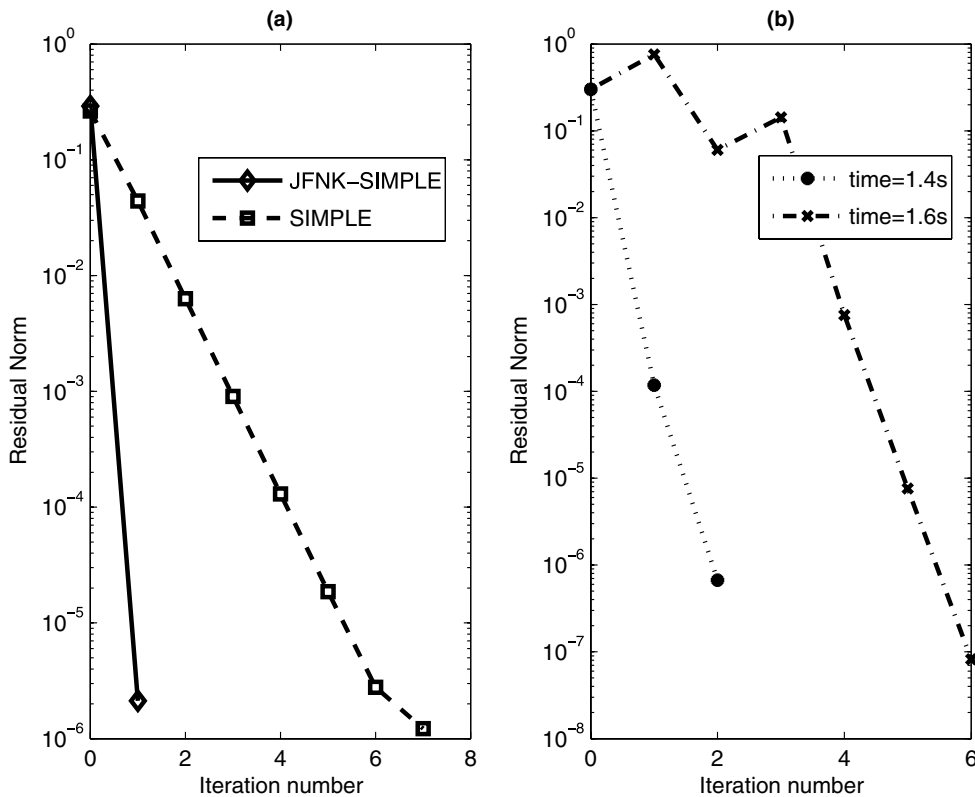 (a)
10^0
10^-1
10^-2
10^-3
10^-4
10^-5
10^-6
Residual Norm
0 2 4 6 8
Iteration number
JFNK–SIMPLE
SIMPLE
(b)
10^0
10^-1
10^-2
10^-3
10^-4
10^-5
10^-6
10^-7
10^-8
Residual Norm
0 2 4 6
Iteration number
time=1.4s
time=1.6s